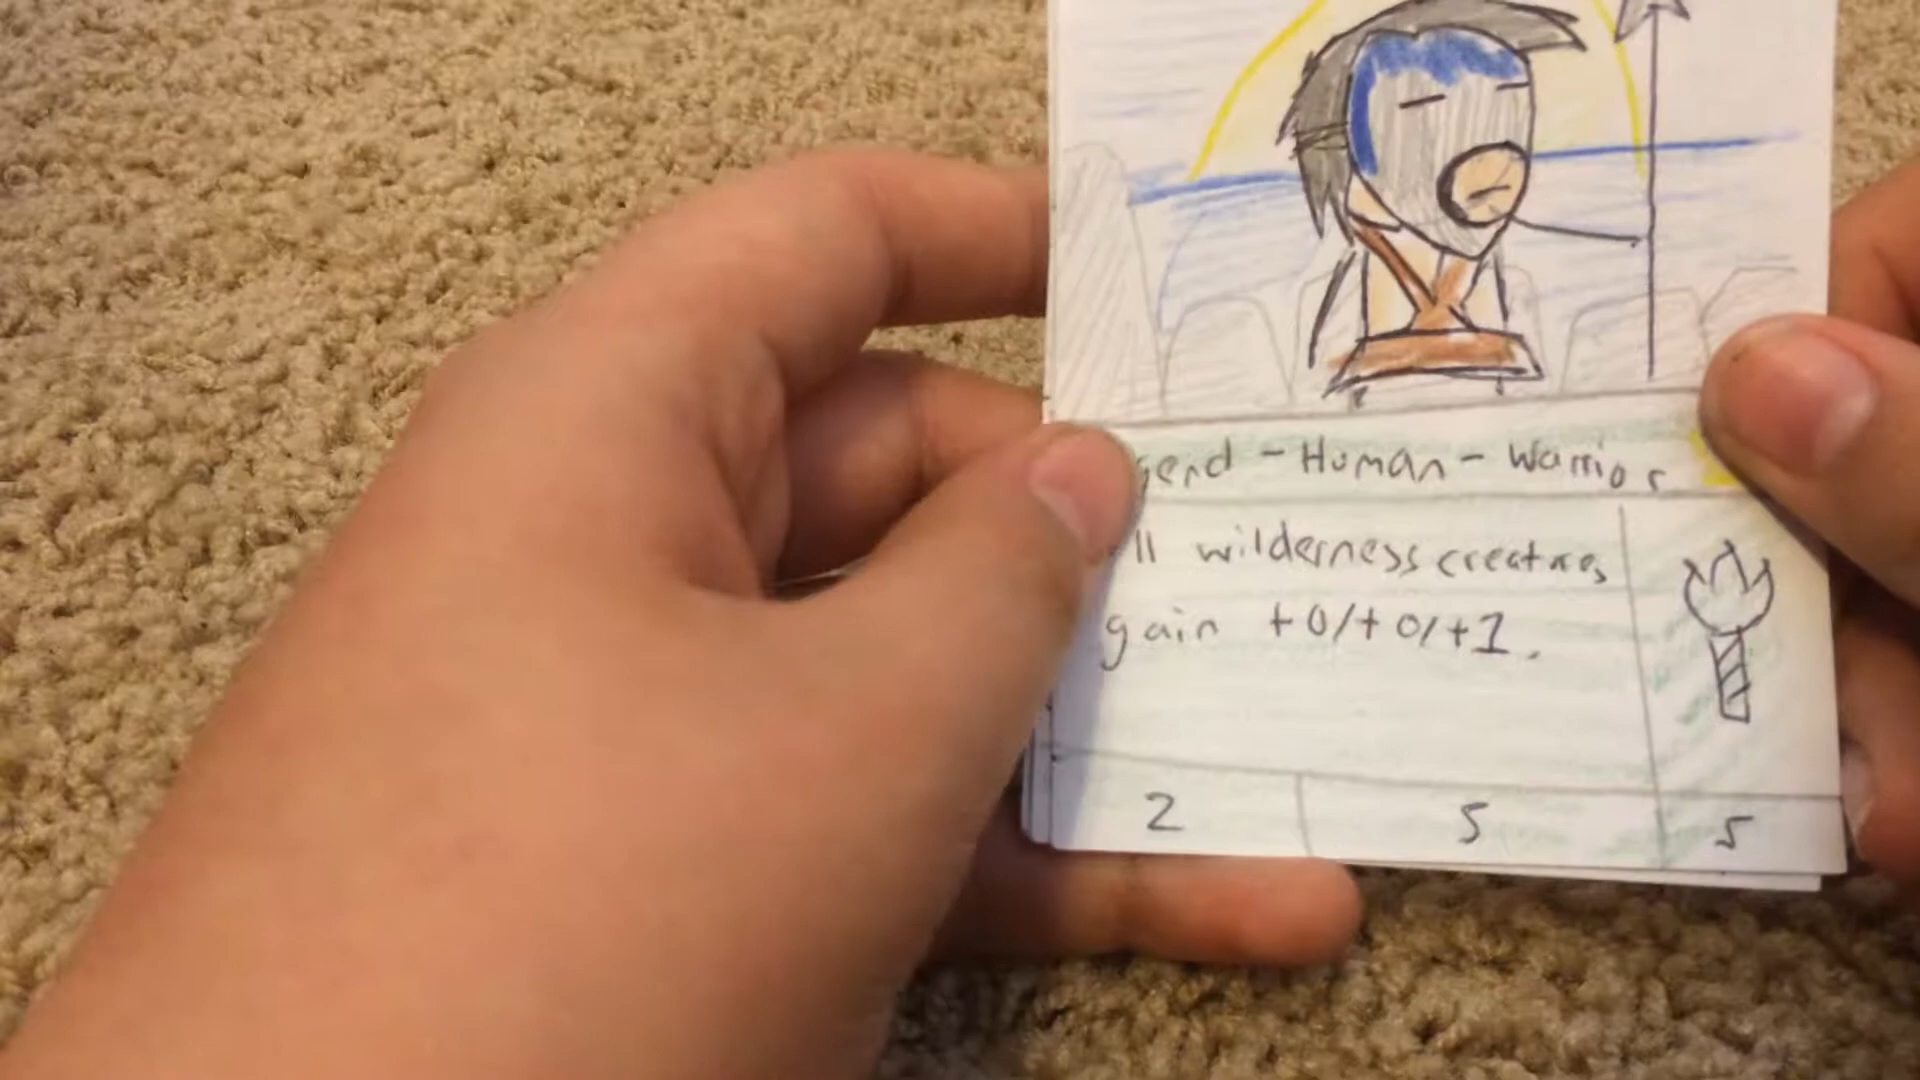 gend - Human - Warrior
ll wilderness creatures
gain +0/+0/+1.
2 5 5